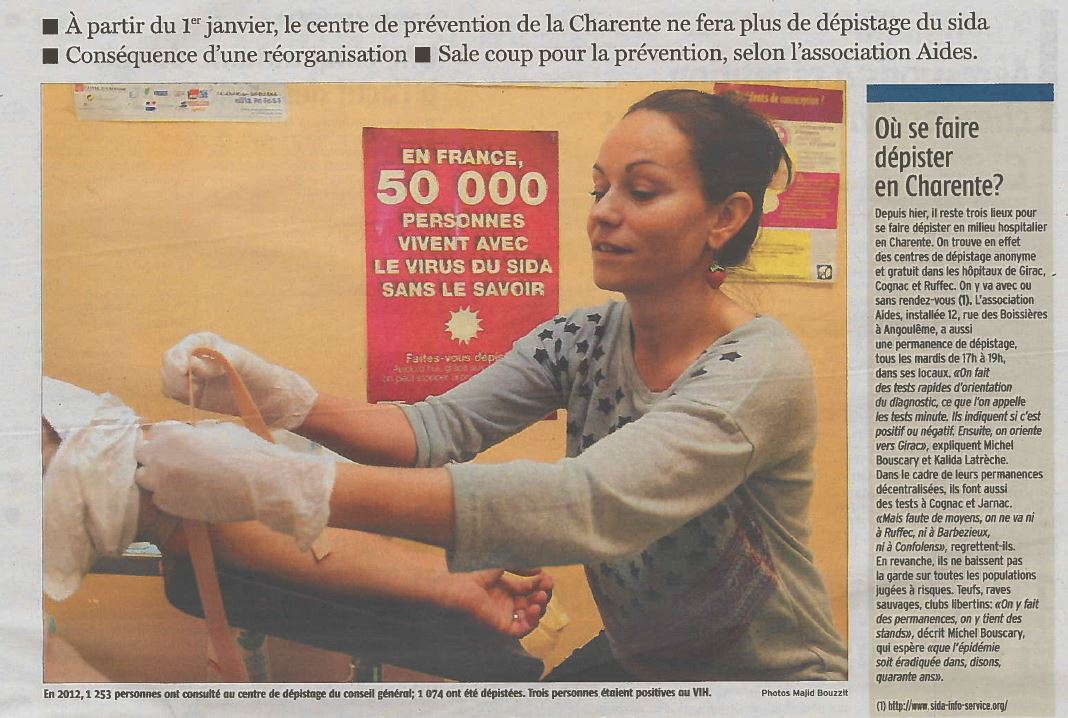 ■ À partir du 1er janvier, le centre de prévention de la Charente ne fera plus de dépistage du sida
■ Conséquence d'une réorganisation ■ Sale coup pour la prévention, selon l'association Aides.
EN FRANCE,
50 000
PERSONNES
VIVENT AVEC
LE VIRUS DU SIDA
SANS LE SAVOIR
Faites-vous dépis
Aujourd'hui, grâce aux
on peut stopper
En 2012, 1 253 personnes ont consulté au centre de dépistage du conseil général; 1 074 ont été dépistées. Trois personnes étaient positives au VIH.
Photos Majid Bouzzit
Où se faire
dépister
en Charente?
Depuis hier, il reste trois lieux pour
se faire dépister en milieu hospitalier
en Charente. On trouve en effet
des centres de dépistage anonyme
et gratuit dans les hôpitaux de Girac,
Cognac et Ruffec. On y va avec ou
sans rendez-vous (1). L'association
Aides, installée 12, rue des Boissières
à Angoulême, a aussi
une permanence de dépistage,
tous les mardis de 17h à 19h,
dans ses locaux. «On fait
des tests rapides d'orientation
du diagnostic, ce que l'on appelle
les tests minute. Ils indiquent si c'est
positif ou négatif. Ensuite, on oriente
vers Girac», expliquent Michel
Bouscary et Kalida Latrèche.
Dans le cadre de leurs permanences
décentralisées, ils font aussi
des tests à Cognac et Jarnac.
«Mais faute de moyens, on ne va ni
à Ruffec, ni à Barbezieux,
ni à Confolens», regrettent-ils.
En revanche, ils ne baissent pas
la garde sur toutes les populations
jugées à risques. Teufs, raves
sauvages, clubs libertins: «On y fait
des permanences, on y tient des
stands», décrit Michel Bouscary,
qui espère «que l'épidémie
soit éradiquée dans, disons,
quarante ans».
(1) http://www.sida-info-service.org/